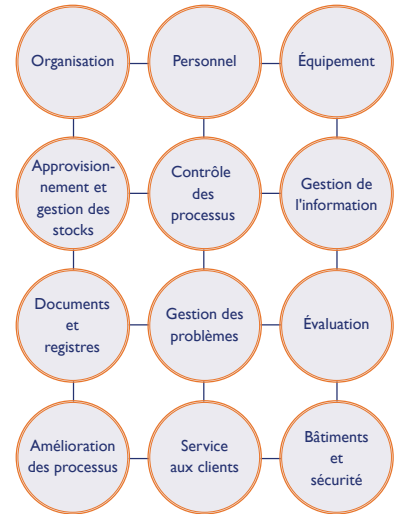 Organisation
Personnel
Équipement
Approvision-
nement et
gestion des
stocks
Contrôle
des
processus
Gestion de
l'information
Documents
et
registres
Gestion des
problèmes
Évaluation
Amélioration
des processus
Service
aux clients
Bâtiments
et
sécurité